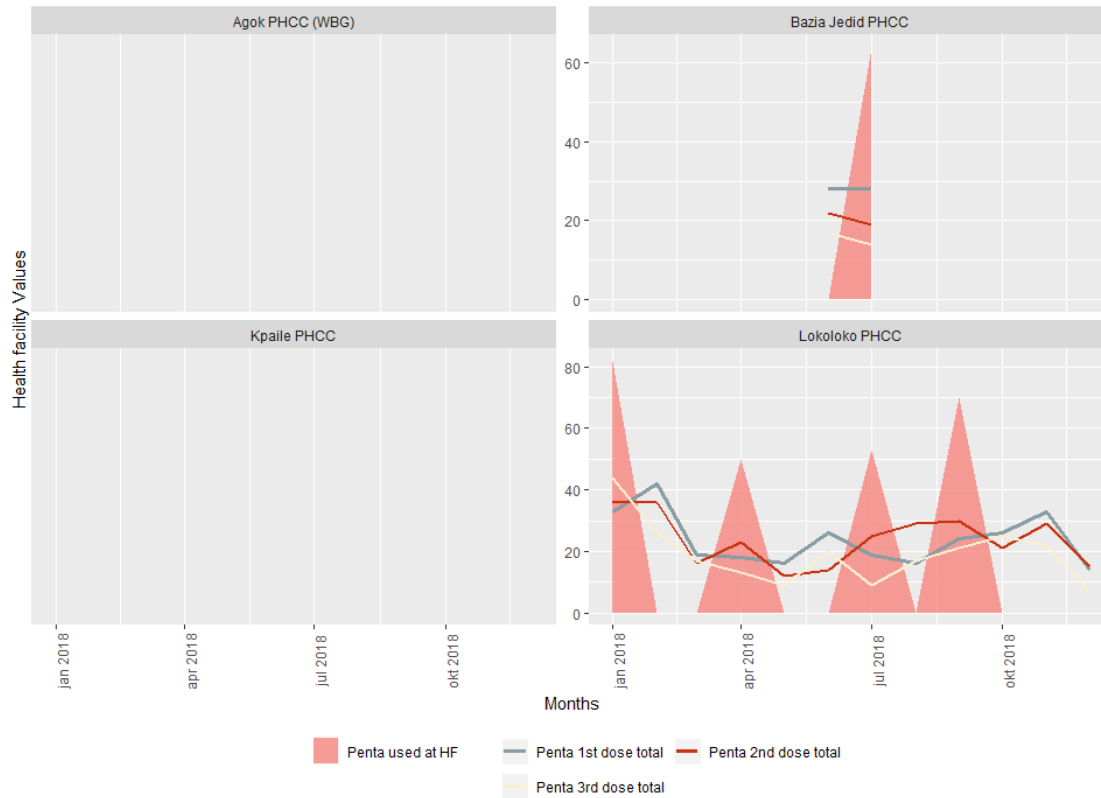 Agok PHCC (WBG)
Bazia Jedid PHCC
60
40
20
0
Health facility Values
Kpaile PHCC
Lokoloko PHCC
80
60
40
20
0
jan 2018
apr 2018
jul 2018
okt 2018
jan 2018
apr 2018
jul 2018
okt 2018
Months
Penta used at HF
Penta 1st dose total
Penta 2nd dose total
Penta 3rd dose total